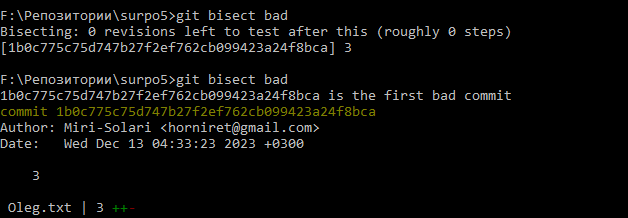 F:\Репозитории\surpo5>git bisect bad
Bisecting: 0 revisions left to test after this (roughly 0 steps)
[1b0c775c75d747b27f2ef762cb099423a24f8bca] 3
F:\Репозитории\surpo5>git bisect bad
1b0c775c75d747b27f2ef762cb099423a24f8bca is the first bad commit
commit 1b0c775c75d747b27f2ef762cb099423a24f8bca
Author: Miri-Solari <horniret@gmail.com>
Date:   Wed Dec 13 04:33:23 2023 +0300
3
Oleg.txt | 3 ++-